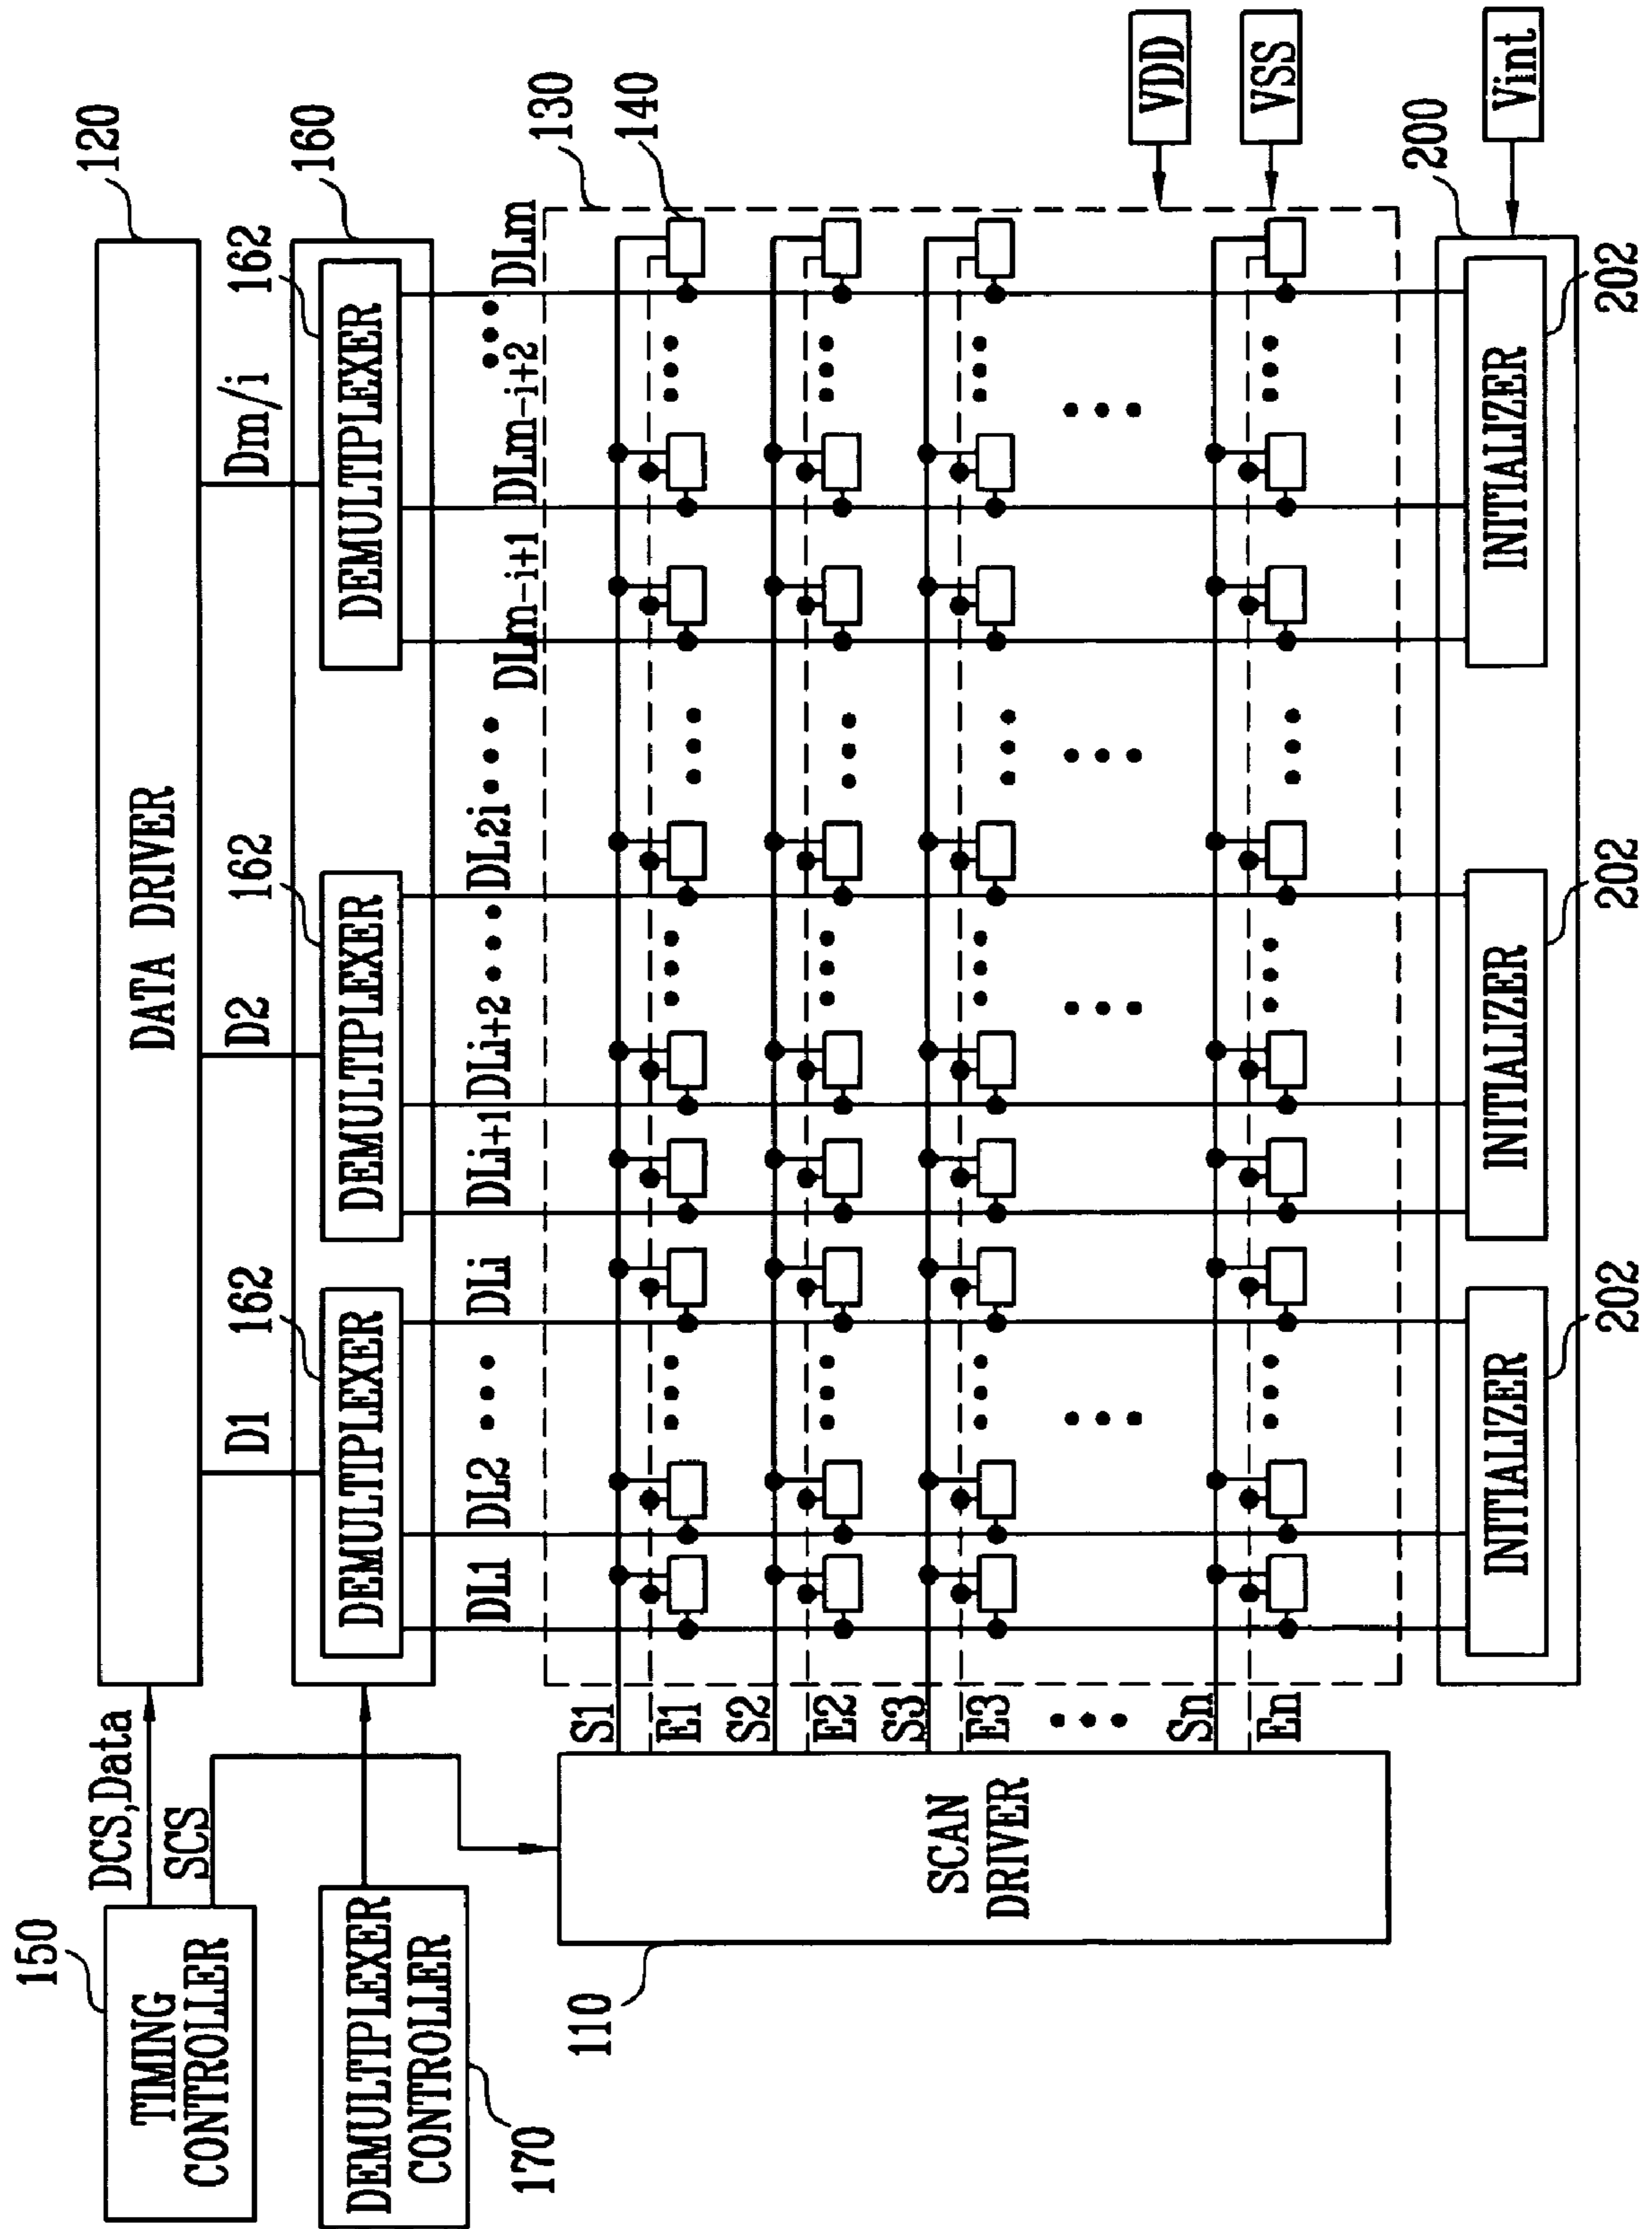 150
TIMING
CONTROLLER
DCS,Data
SCS
DATA DRIVER
120
D1
D2
Dm/i
162
162
162
160
DEMULTIPLEXER
DEMULTIPLEXER
DEMULTIPLEXER
DEMULTIPLEXER
CONTROLLER
170
DL1
DL2
DLi
DLi+1
DLi+2
DL2i
DLm-i+1
DLm-i+2
DLm
130
140
S1
E1
S2
E2
S3
E3
Sn
En
SCAN
DRIVER
110
VDD
VSS
200
Vint
INITIALIZER
INITIALIZER
INITIALIZER
202
202
202